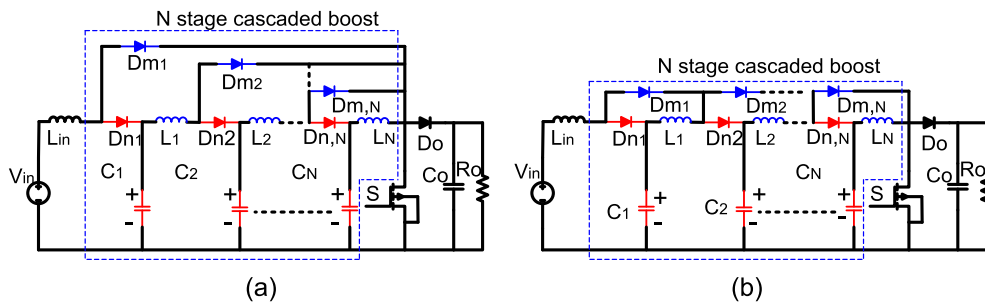 N stage cascaded boost
Dm1
Dm2
Dm,N
Lin
Dn1
L1
Dn2
L2
Dn,N
LN
Do
Vin
C1
C2
CN
S
Co
Ro
+
-
+
-
+
-
(a)
N stage cascaded boost
Dm1
Dm2
Dm,N
Lin
Dn1
L1
Dn2
L2
Dn,N
LN
Do
Vin
C1
C2
CN
S
Co
Ro
+
-
+
-
+
-
(b)